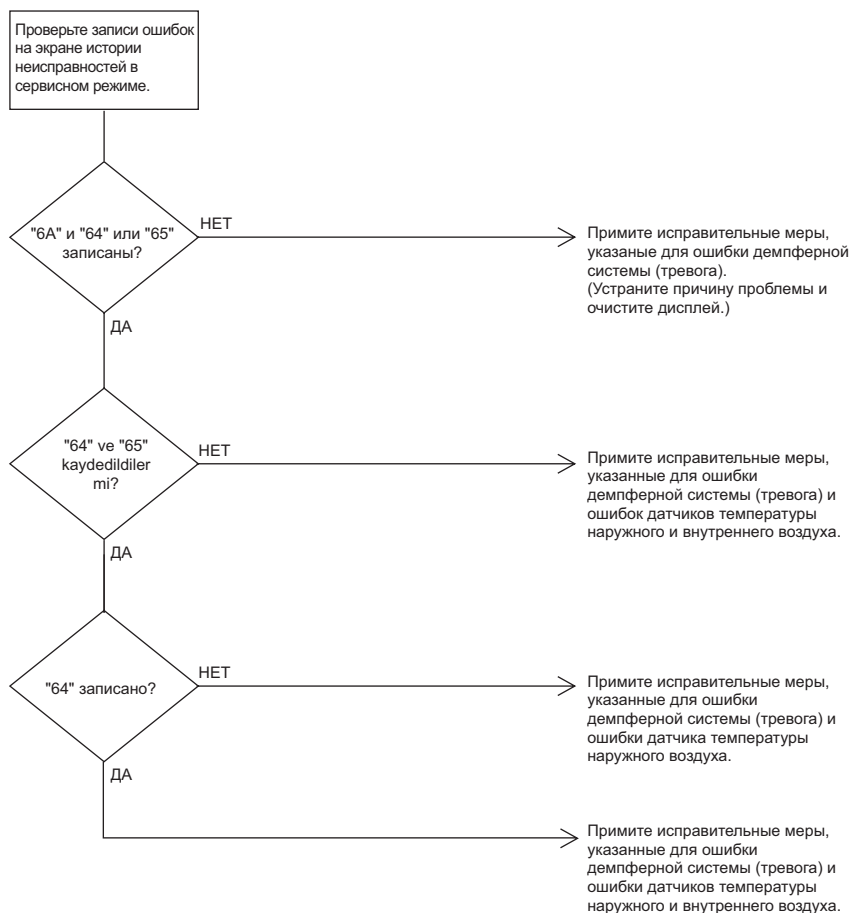 Проверьте записи ошибок
на экране истории
неисправностей в
сервисном режиме.
"6A" и "64" или "65"
записаны?
НЕТ
Примите исправительные меры,
указаные для ошибки демпферной
системы (тревога).
(Устраните причину проблемы и
очистите дисплей.)
ДА
"64" ve "65"
kaydedildiler
mi?
НЕТ
Примите исправительные меры,
указанные для ошибки
демпферной системы (тревога) и
ошибок датчиков температуры
наружного и внутреннего воздуха.
ДА
"64" записано?
НЕТ
Примите исправительные меры,
указанные для ошибки
демпферной системы (тревога) и
ошибки датчика температуры
наружного воздуха.
ДА
Примите исправительные меры,
указанные для ошибки
демпферной системы (тревога) и
ошибки датчиков температуры
наружного и внутреннего воздуха.